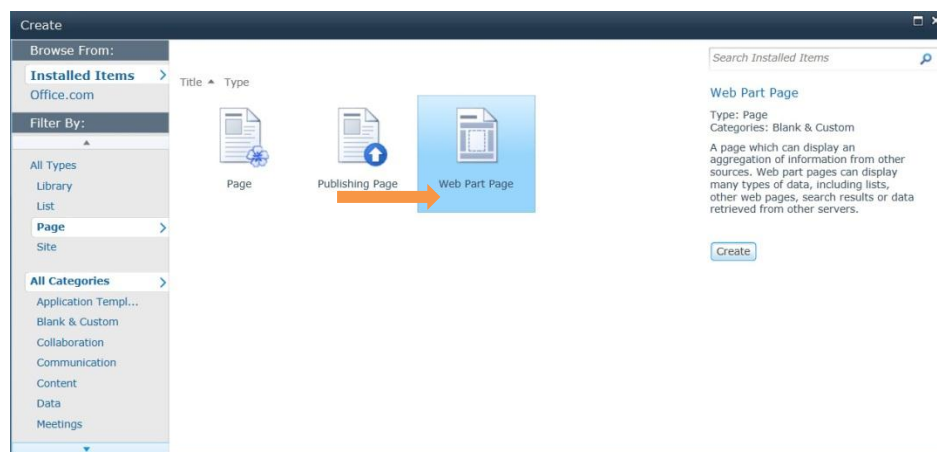 Create
Browse From:
Installed Items
Office.com
Filter By:
All Types
Library
List
Page
Site
All Categories
Application Templ...
Blank & Custom
Collaboration
Communication
Content
Data
Meetings
Title Type
Page
Publishing Page
Web Part Page
Search Installed Items
Web Part Page
Type: Page
Categories: Blank & Custom
A page which can display an
aggregation of information from other
sources. Web part pages can display
many types of data, including lists,
other web pages, search results or data
retrieved from other servers.
Create